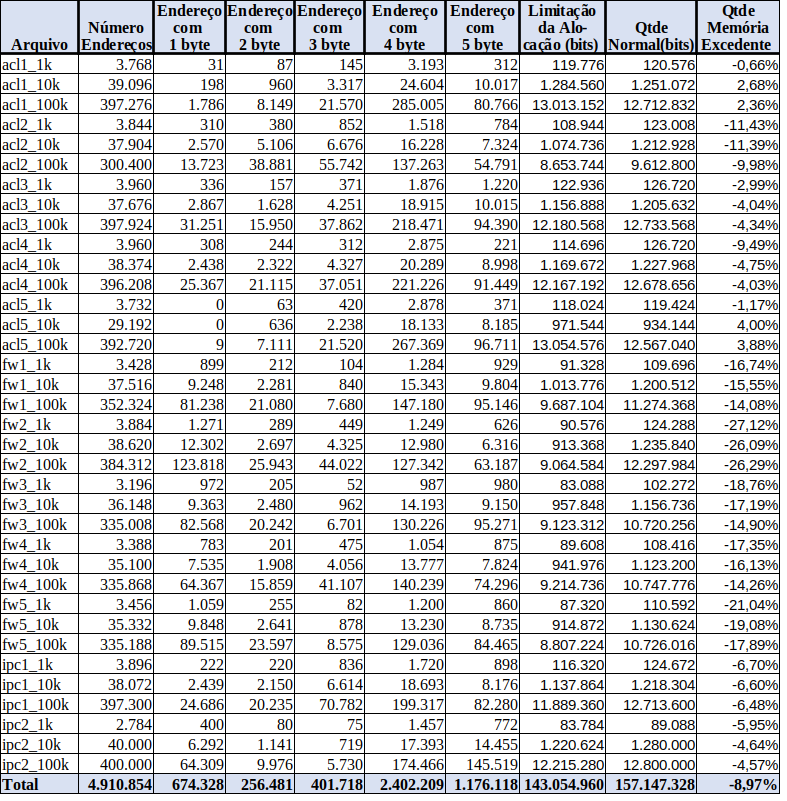 Arquivo Número Endereços Endereço com 1 byte Endereço com 2 byte Endereço com 3 byte Endereço com 4 byte Endereço com 5 byte Limitação da Alo-cação (bits) Qtde Normal(bits) Qtde Memória Excedente
acl1_1k 3.768 31 87 145 3.193 312 119.776 120.576 -0,66%
acl1_10k 39.096 198 960 3.317 24.604 10.017 1.284.560 1.251.072 2,68%
acl1_100k 397.276 1.786 8.149 21.570 285.005 80.766 13.013.152 12.712.832 2,36%
acl2_1k 3.844 310 380 852 1.518 784 108.944 123.008 -11,43%
acl2_10k 37.904 2.570 5.106 6.676 16.228 7.324 1.074.736 1.212.928 -11,39%
acl2_100k 300.400 13.723 38.881 55.742 137.263 54.791 8.653.744 9.612.800 -9,98%
acl3_1k 3.960 336 157 371 1.876 1.220 122.936 126.720 -2,99%
acl3_10k 37.676 2.867 1.628 4.251 18.915 10.015 1.156.888 1.205.632 -4,04%
acl3_100k 397.924 31.251 15.950 37.862 218.471 94.390 12.180.568 12.733.568 -4,34%
acl4_1k 3.960 308 244 312 2.875 221 114.696 126.720 -9,49%
acl4_10k 38.374 2.438 2.322 4.327 20.289 8.998 1.169.672 1.227.968 -4,75%
acl4_100k 396.208 25.367 21.115 37.051 221.226 91.449 12.167.192 12.678.656 -4,03%
acl5_1k 3.732 0 63 420 2.878 371 118.024 119.424 -1,17%
acl5_10k 29.192 0 636 2.238 18.133 8.185 971.544 934.144 4,00%
acl5_100k 392.720 9 7.111 21.520 267.369 96.711 13.054.576 12.567.040 3,88%
fw1_1k 3.428 899 212 104 1.284 929 91.328 109.696 -16,74%
fw1_10k 37.516 9.248 2.281 840 15.343 9.804 1.013.776 1.200.512 -15,55%
fw1_100k 352.324 81.238 21.080 7.680 147.180 95.146 9.687.104 11.274.368 -14,08%
fw2_1k 3.884 1.271 289 449 1.249 626 90.576 124.288 -27,12%
fw2_10k 38.620 12.302 2.697 4.325 12.980 6.316 913.368 1.235.840 -26,09%
fw2_100k 384.312 123.818 25.943 44.022 127.342 63.187 9.064.584 12.297.984 -26,29%
fw3_1k 3.196 972 205 52 987 980 83.088 102.272 -18,76%
fw3_10k 36.148 9.363 2.480 962 14.193 9.150 957.848 1.156.736 -17,19%
fw3_100k 335.008 82.568 20.242 6.701 130.226 95.271 9.123.312 10.720.256 -14,90%
fw4_1k 3.388 783 201 475 1.054 875 89.608 108.416 -17,35%
fw4_10k 35.100 7.535 1.908 4.056 13.777 7.824 941.976 1.123.200 -16,13%
fw4_100k 335.868 64.367 15.859 41.107 140.239 74.296 9.214.736 10.747.776 -14,26%
fw5_1k 3.456 1.059 255 82 1.200 860 87.320 110.592 -21,04%
fw5_10k 35.332 9.848 2.641 878 13.230 8.735 914.872 1.130.624 -19,08%
fw5_100k 335.188 89.515 23.597 8.575 129.036 84.465 8.807.224 10.726.016 -17,89%
ipc1_1k 3.896 222 220 836 1.720 898 116.320 124.672 -6,70%
ipc1_10k 38.072 2.439 2.150 6.614 18.693 8.176 1.137.864 1.218.304 -6,60%
ipc1_100k 397.300 24.686 20.235 70.782 199.317 82.280 11.889.360 12.713.600 -6,48%
ipc2_1k 2.784 400 80 75 1.457 772 83.784 89.088 -5,95%
ipc2_10k 40.000 6.292 1.141 719 17.393 14.455 1.220.624 1.280.000 -4,64%
ipc2_100k 400.000 64.309 9.976 5.730 174.466 145.519 12.215.280 12.800.000 -4,57%
Total 4.910.854 674.328 256.481 401.718 2.402.209 1.176.118 143.054.960 157.147.328 -8,97%